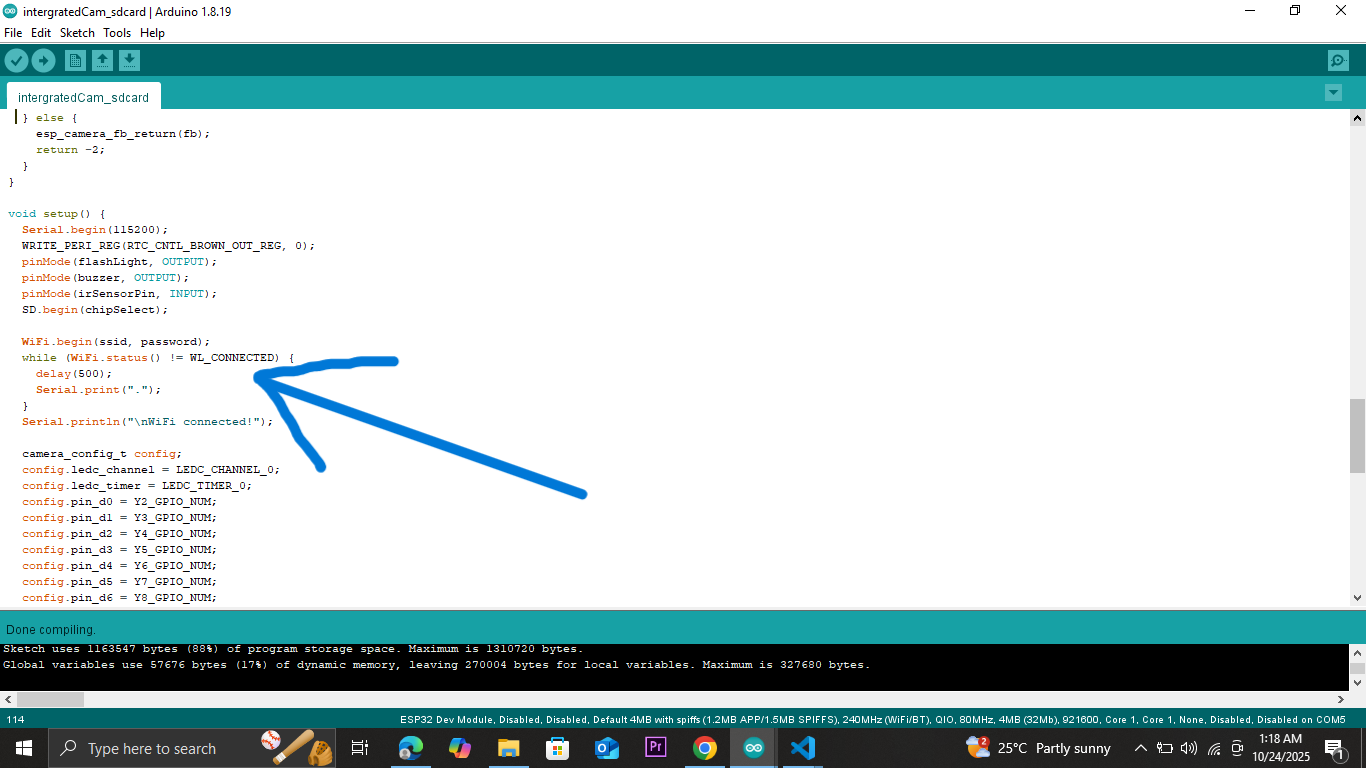 intergratedCam_sdcard | Arduino 1.8.19
File Edit Sketch Tools Help
intergratedCam_sdcard
} else {
esp_camera_fb_return(fb);
return -2;
}
}
void setup() {
Serial.begin(115200);
WRITE_PERI_REG(RTC_CNTL_BROWN_OUT_REG, 0);
pinMode(flashLight, OUTPUT);
pinMode(buzzer, OUTPUT);
pinMode(irSensorPin, INPUT);
SD.begin(chipSelect);
WiFi.begin(ssid, password);
while (WiFi.status() != WL_CONNECTED) {
delay(500);
Serial.print(".");
}
Serial.println("\nWiFi connected!");
camera_config_t config;
config.ledc_channel = LEDC_CHANNEL_0;
config.ledc_timer = LEDC_TIMER_0;
config.pin_d0 = Y2_GPIO_NUM;
config.pin_d1 = Y3_GPIO_NUM;
config.pin_d2 = Y4_GPIO_NUM;
config.pin_d3 = Y5_GPIO_NUM;
config.pin_d4 = Y6_GPIO_NUM;
config.pin_d5 = Y7_GPIO_NUM;
config.pin_d6 = Y8_GPIO_NUM;
Done compiling.
Sketch uses 1163547 bytes (88%) of program storage space. Maximum is 1310720 bytes.
Global variables use 57676 bytes (17%) of dynamic memory, leaving 270004 bytes for local variables. Maximum is 327680 bytes.
114 ESP32 Dev Module, Disabled, Disabled, Default 4MB with spiffs (1.2MB APP/1.5MB SPIFFS), 240MHz (WiFi/BT), QIO, 80MHz, 4MB (32Mb), 921600, Core 1, Core 1, None, Disabled, Disabled on COM5
Type here to search
Pr
2
25°C Partly sunny
1:18 AM
10/24/2025
1